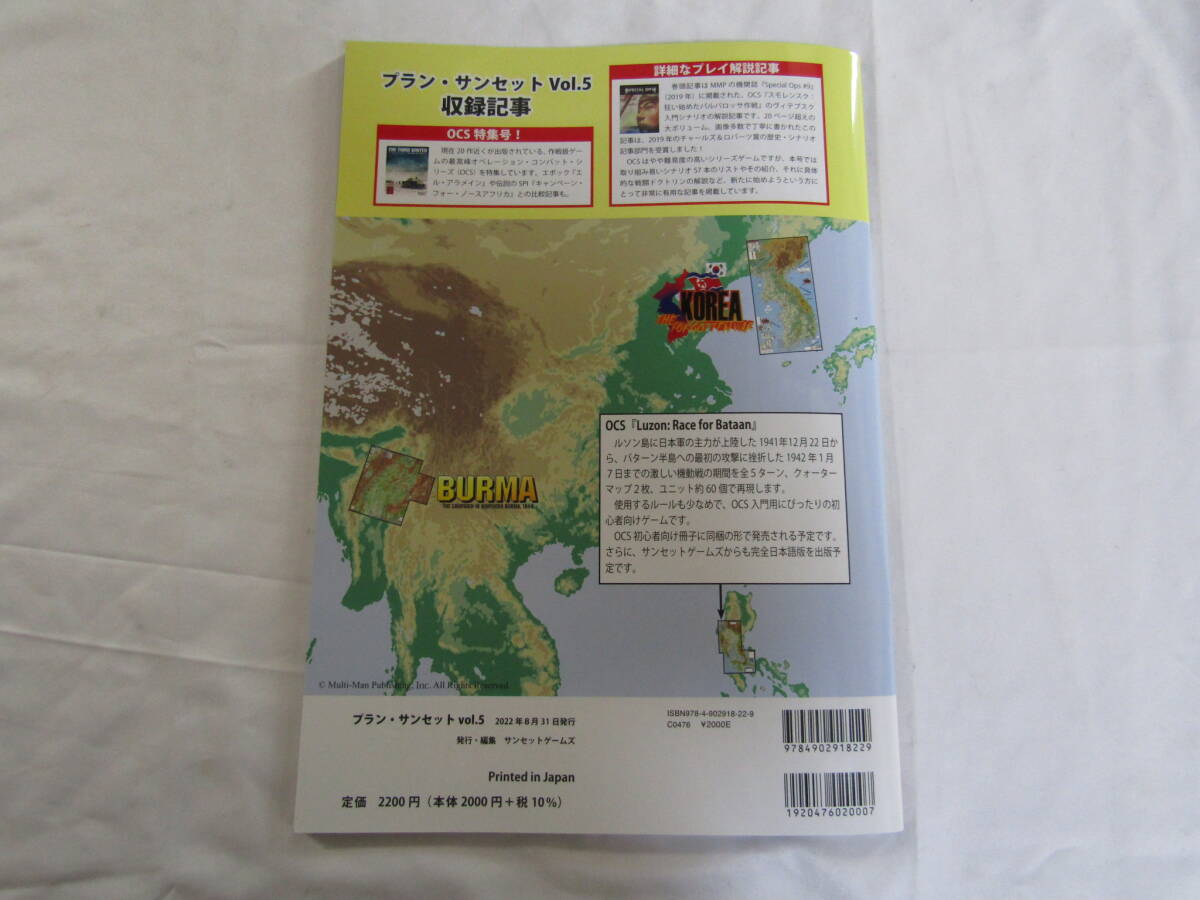 プラン・サンセット Vol.5
収録記事
OCS 特集号！
THE THIRD WINTER
現在 20 作近くが出版されている、作戦級ゲー
ムの最高峰オペレーション・コンバット・シ
リーズ（OCS）を特集しています。エポック『エ
ル・アラメイン』や伝説の SPI『キャンペーン・
フォー・ノースアフリカ』との比較記事も。
詳細なプレイ解説記事
SPECIAL OPS
巻頭記事は MMP の機関誌『Special Ops #9』
（2019 年）に掲載された、OCS『スモレンスク：
狂い始めたバルバロッサ作戦』のヴィテブスク
入門シナリオの解説記事です。20 ページ超えの
大ボリューム、画像多数で丁寧に書かれたこの
記事は、2019 年のチャールズ＆ロバーツ賞の歴史・シナリオ
記事部門を受賞しました！
OCS はやや難易度の高いシリーズゲームですが、本号では
取り組み易いシナリオ 57 本のリストやその紹介、それに具体
的な戦闘ドクトリンの解説など、新たに始めようという方に
とって非常に有用な記事を掲載しています。
KOREA
THE FORGOTTEN WAR
BURMA
OCS『Luzon: Race for Bataan』
ルソン島に日本軍の主力が上陸した 1941年12月22日か
ら、バターン半島への最初の攻撃に挫折した 1942 年 1 月
7 日までの激しい機動戦の期間を全 5 ターン、クォーター
マップ 2 枚、ユニット約 60 個で再現します。
使用するルールも少なめで、OCS 入門用にぴったりの初
心者向けゲームです。
OCS 初心者向け冊子に同梱の形で発売される予定です。
さらに、サンセットゲームズからも完全日本語版を出版予
定です。
© Multi-Man Publishing, Inc. All Rights Reserved.
プラン・サンセット vol.5 2022 年 8 月 31 日発行
発行・編集 サンセットゲームズ
Printed in Japan
定価 2200 円（本体 2000 円＋税 10%）
ISBN978-4-902918-22-9
C0476 ¥2000E
9784902918229
1920476020007